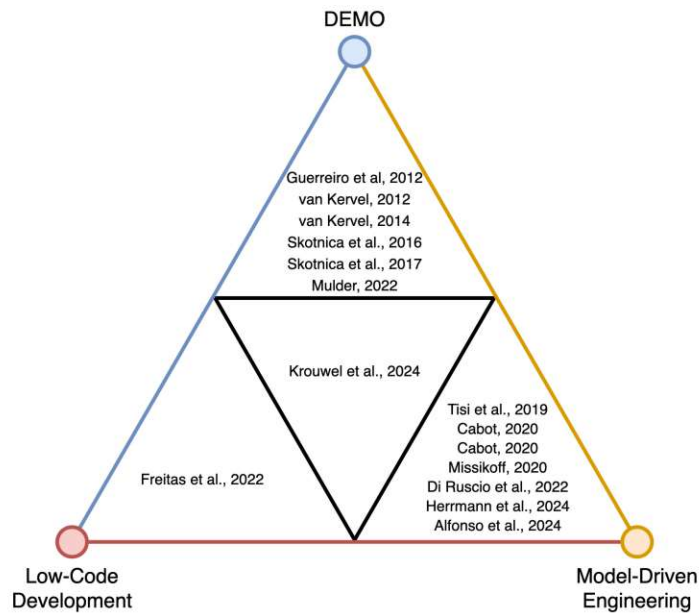 DEMO
Guerreiro et al, 2012
van Kervel, 2012
van Kervel, 2014
Skotnica et al., 2016
Skotnica et al., 2017
Mulder, 2022
Krouwel et al., 2024
Tisi et al., 2019
Cabot, 2020
Cabot, 2020
Missikoff, 2020
Di Ruscio et al., 2022
Herrmann et al., 2024
Alfonso et al., 2024
Freitas et al., 2022
Low-Code
Development
Model-Driven
Engineering